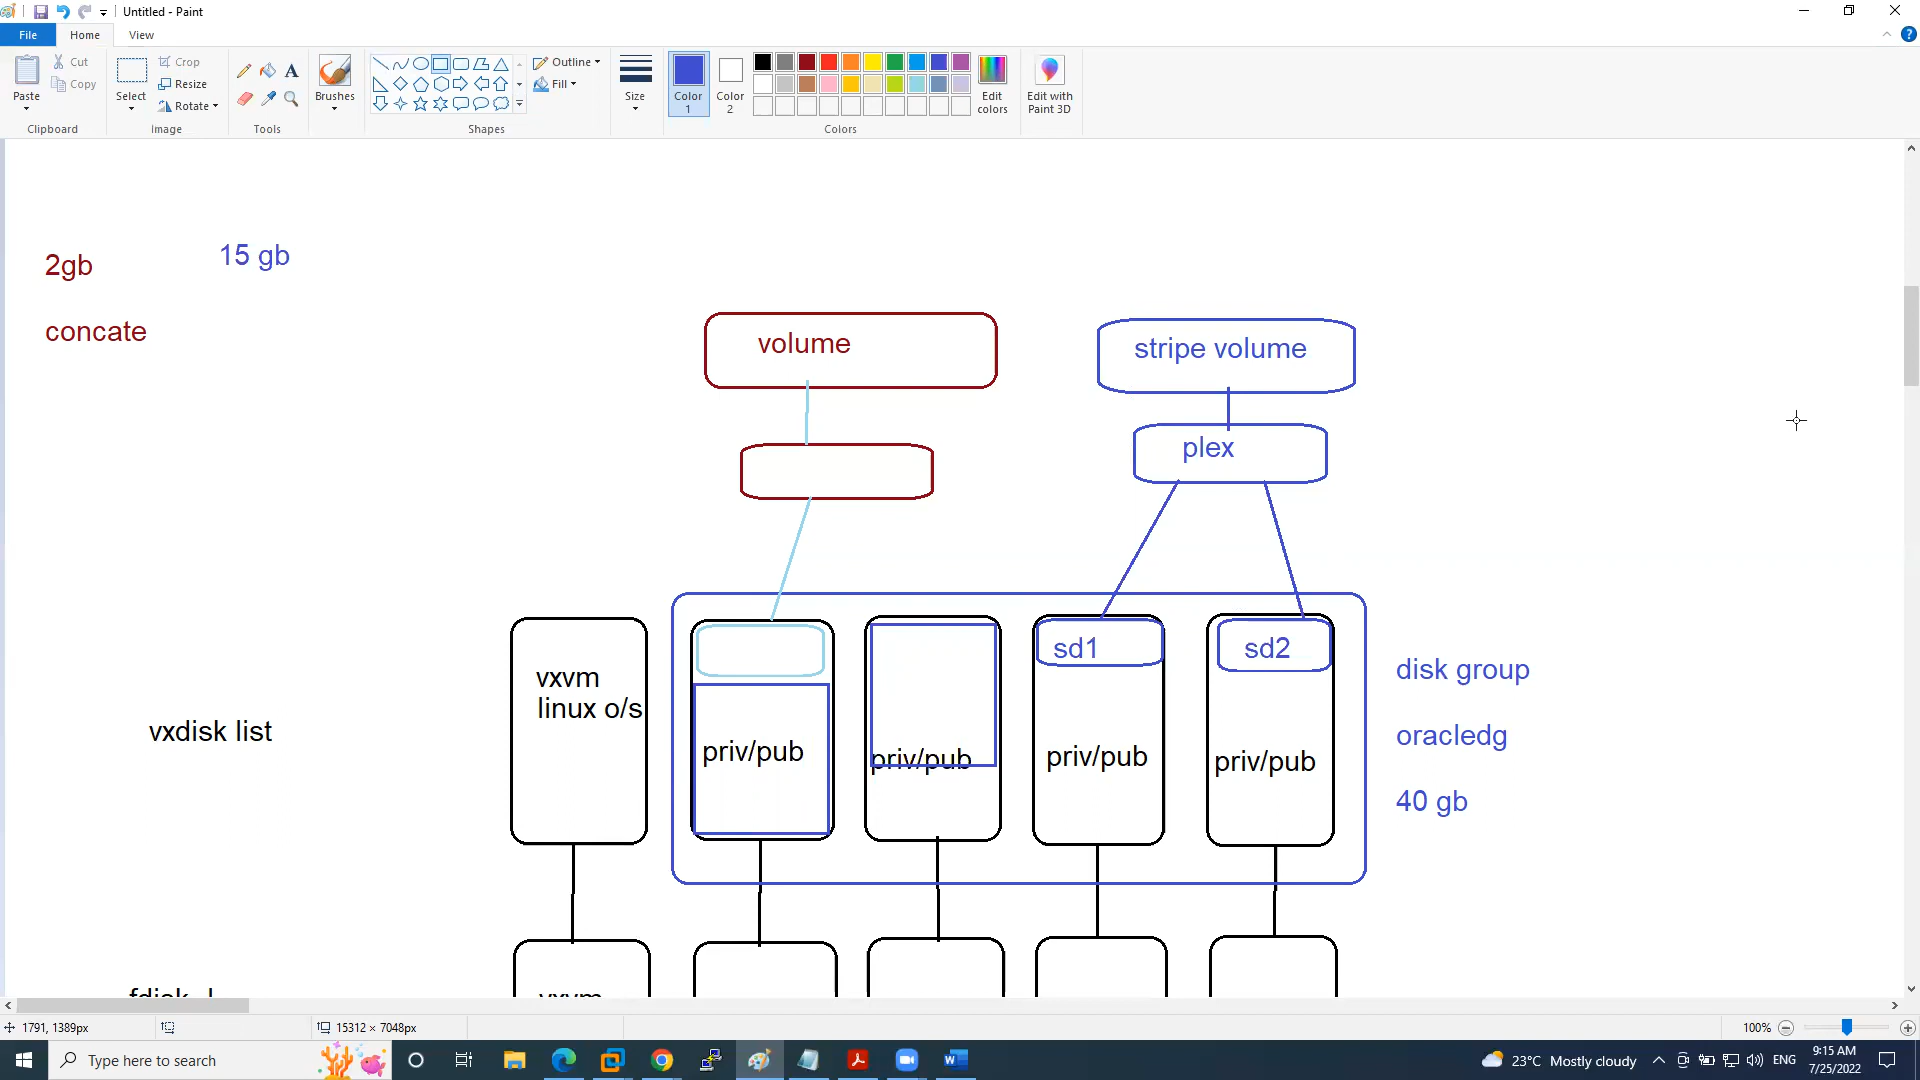 Untitled - Paint
File
Home
View
Paste
Cut
Copy
Clipboard
Select
Crop
Resize
Rotate
Image
A
Tools
Brushes
Shapes
Outline
Fill
Size
Color
1
Color
2
Colors
Edit
colors
Edit with
Paint 3D
2gb
15 gb
concate
volume
stripe volume
plex
sd1
sd2
vxvm
linux o/s
vxdisk list
priv/pub
priv/pub
priv/pub
priv/pub
disk group
oracledg
40 gb
1791, 1389px
15312 × 7048px
100%
Type here to search
23°C Mostly cloudy
ENG
9:15 AM
7/25/2022